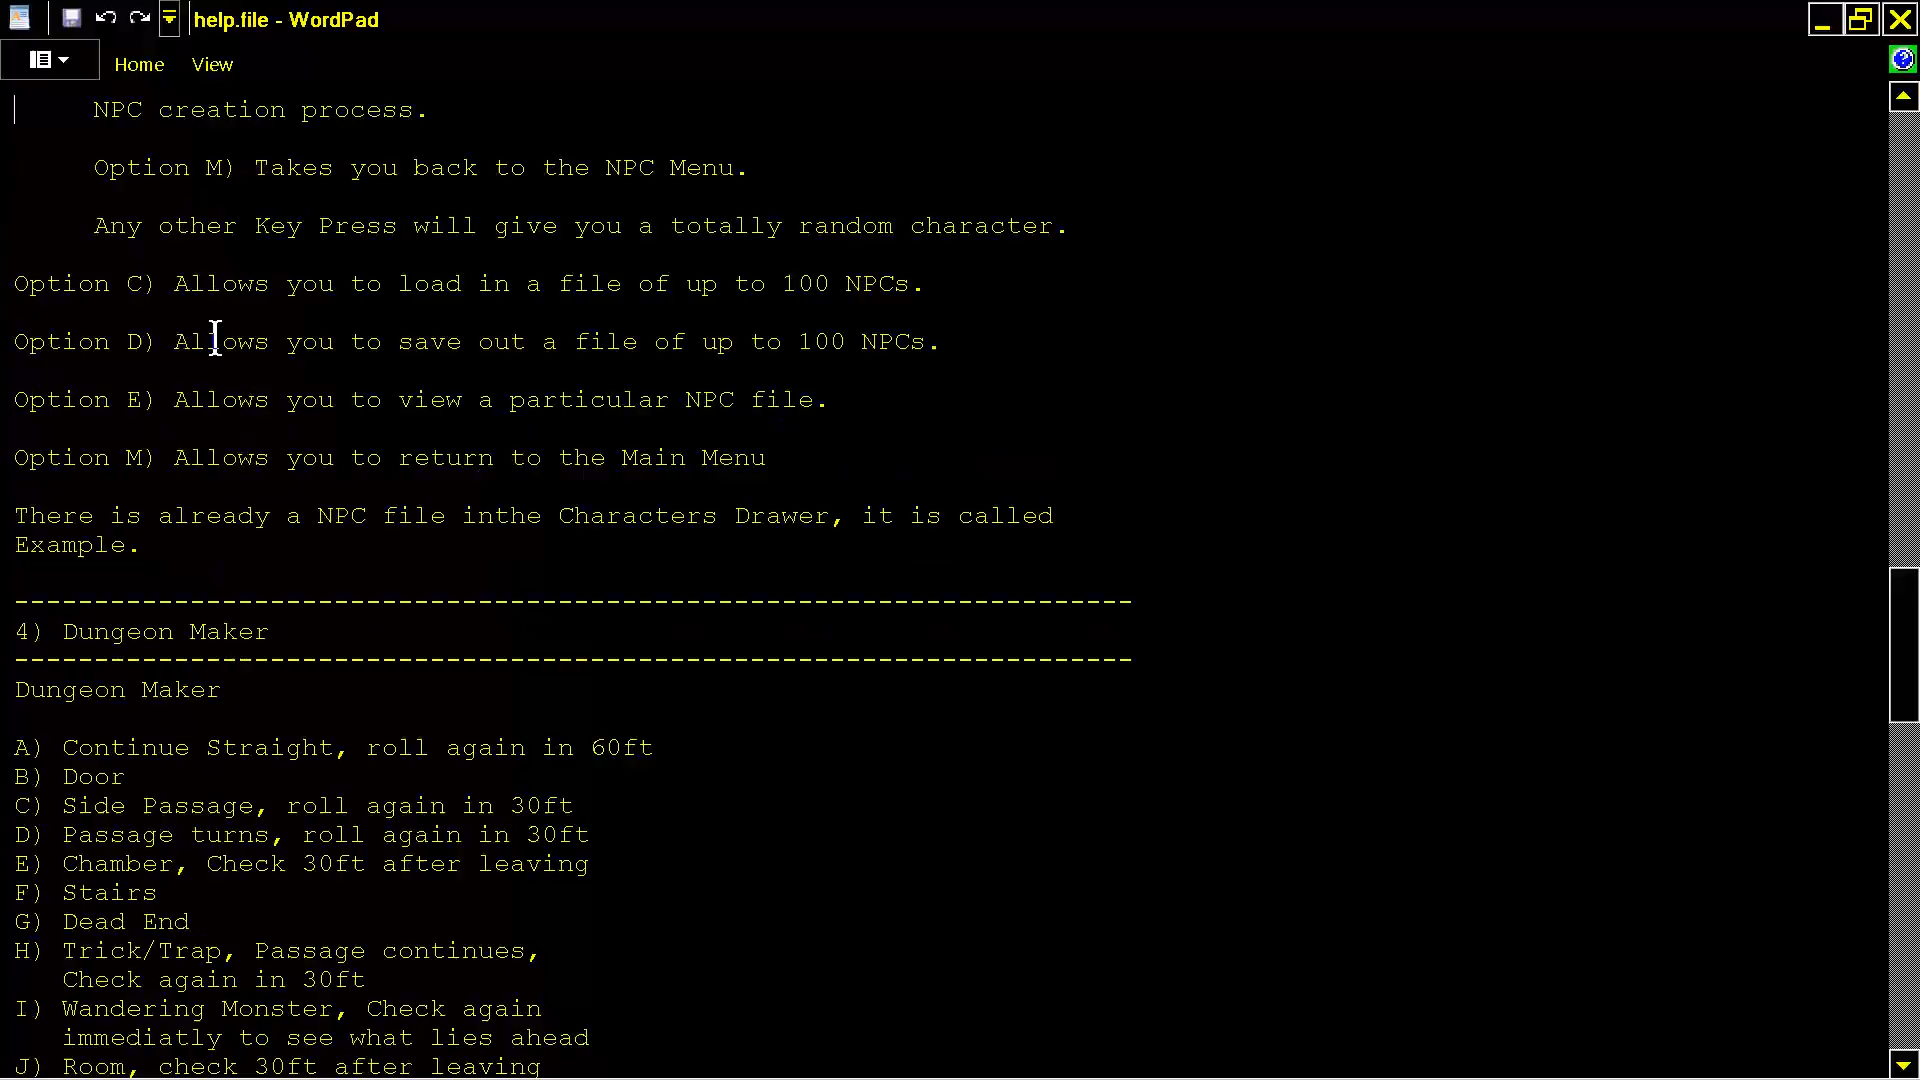 help.file - WordPad
Home View
NPC creation process.
Option M) Takes you back to the NPC Menu.
Any other Key Press will give you a totally random character.
Option C) Allows you to load in a file of up to 100 NPCs.
Option D) Allows you to save out a file of up to 100 NPCs.
Option E) Allows you to view a particular NPC file.
Option M) Allows you to return to the Main Menu
There is already a NPC file inthe Characters Drawer, it is called
Example.
----------------------------------------------------------------------
4) Dungeon Maker
----------------------------------------------------------------------
Dungeon Maker
A) Continue Straight, roll again in 60ft
B) Door
C) Side Passage, roll again in 30ft
D) Passage turns, roll again in 30ft
E) Chamber, Check 30ft after leaving
F) Stairs
G) Dead End
H) Trick/Trap, Passage continues,
Check again in 30ft
I) Wandering Monster, Check again
immediatly to see what lies ahead
J) Room, check 30ft after leaving